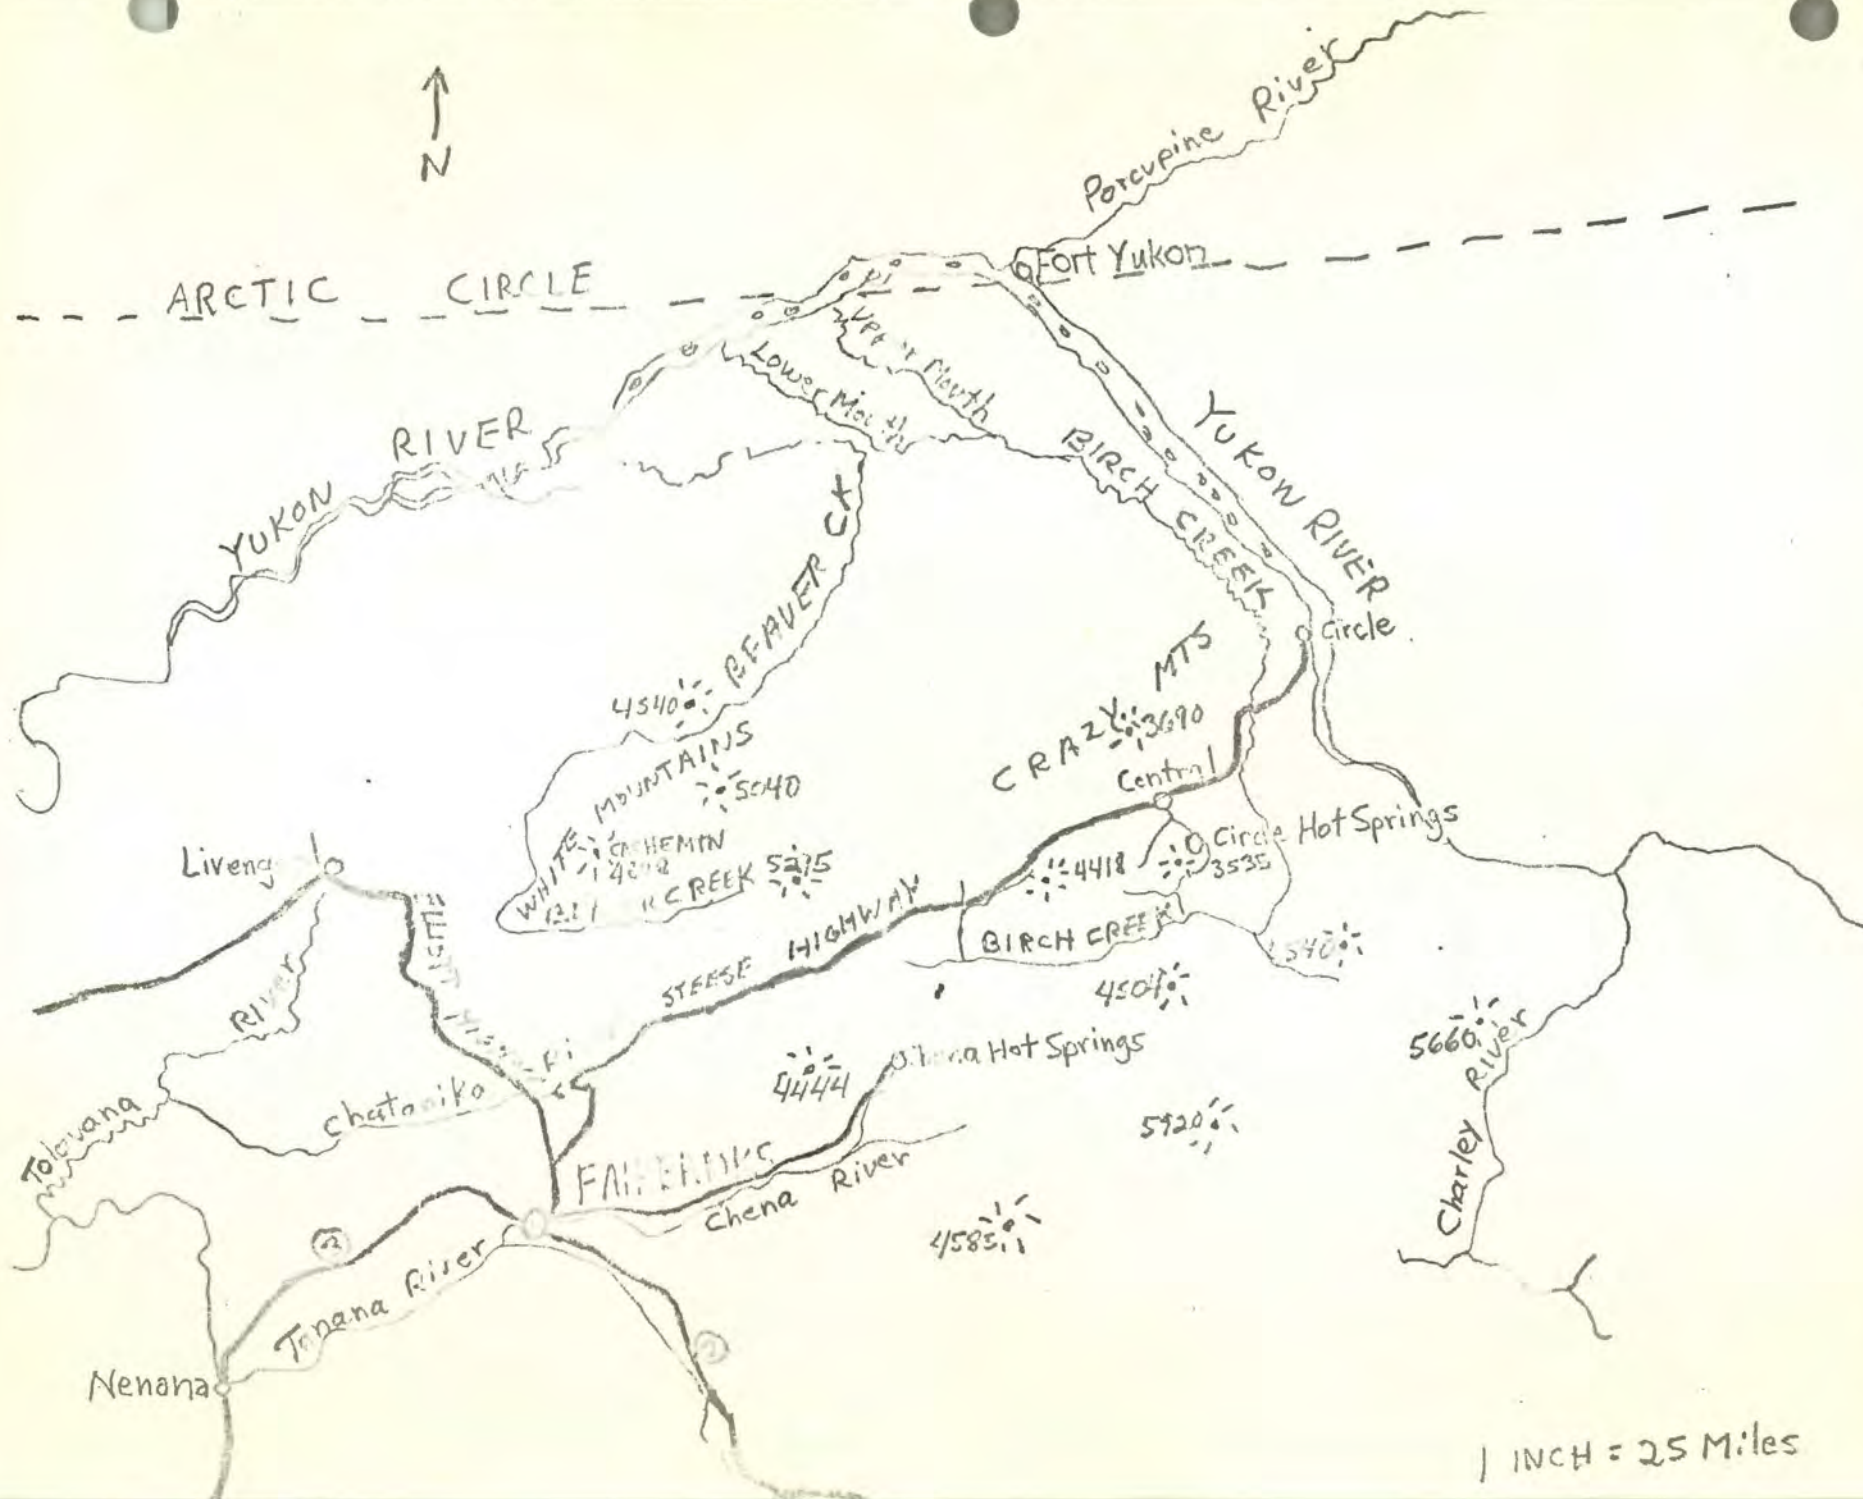 Porcupine River
N
Fort Yukon
ARCTIC CIRCLE
Upper Mouth
Lower Mouth
YUKON RIVER
YUKON RIVER
BIRCH CREEK
BEAVER CK
Circle
CRAZY MTS
4540
3690
WHITE MOUNTAINS
5040
Central
Circle Hot Springs
3535
4418
CREEK
STEESE HIGHWAY
BIRCH CREEK
ELLIOTT
River
4504
5660
Chena Hot Springs
4444
Chatanika
Tolovana
5920
Charley River
FAIRBANKS
Chena River
4585
Tanana River
Nenana
1 INCH = 25 Miles